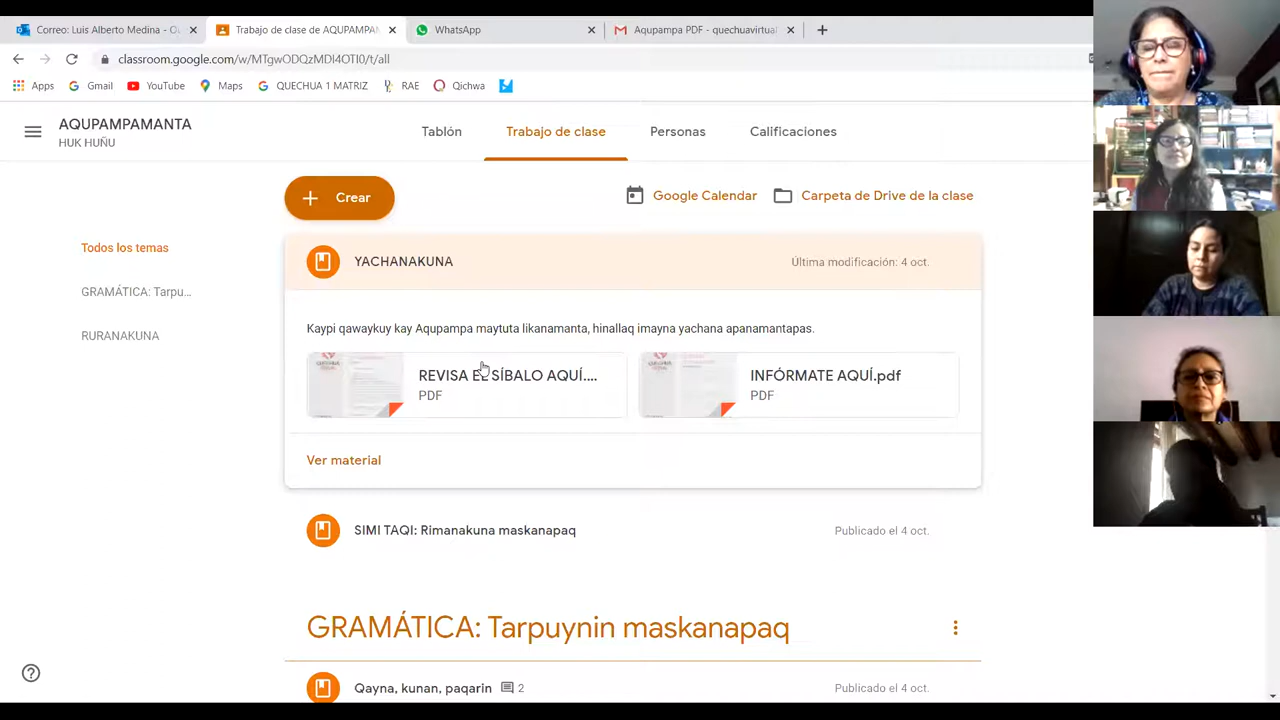 Correo: Luis Alberto Medina - Ou
Trabajo de clase de AQUPAMPAM
WhatsApp
Aqupampa PDF - quechuavirtual
classroom.google.com/w/MTgwODQzMDI4OTI0/t/all
Apps
Gmail
YouTube
Maps
QUECHUA 1 MATRIZ
RAE
Qichwa
AQUPAMPAMANTA
HUK HUÑU
Tablón
Trabajo de clase
Personas
Calificaciones
Crear
Google Calendar
Carpeta de Drive de la clase
Todos los temas
GRAMÁTICA: Tarpu...
RURANAKUNA
YACHANAKUNA
Última modificación: 4 oct.
Kaypi qawaykuy kay Aqupampa maytuta likanamanta, hinallaq imayna yachana apanamantapas.
REVISA EL SÍBALO AQUÍ....
PDF
INFÓRMATE AQUÍ.pdf
PDF
Ver material
SIMI TAQI: Rimanakuna maskanapaq
Publicado el 4 oct.
GRAMÁTICA: Tarpuynin maskanapaq
Qayna, kunan, paqarin
2
Publicado el 4 oct.